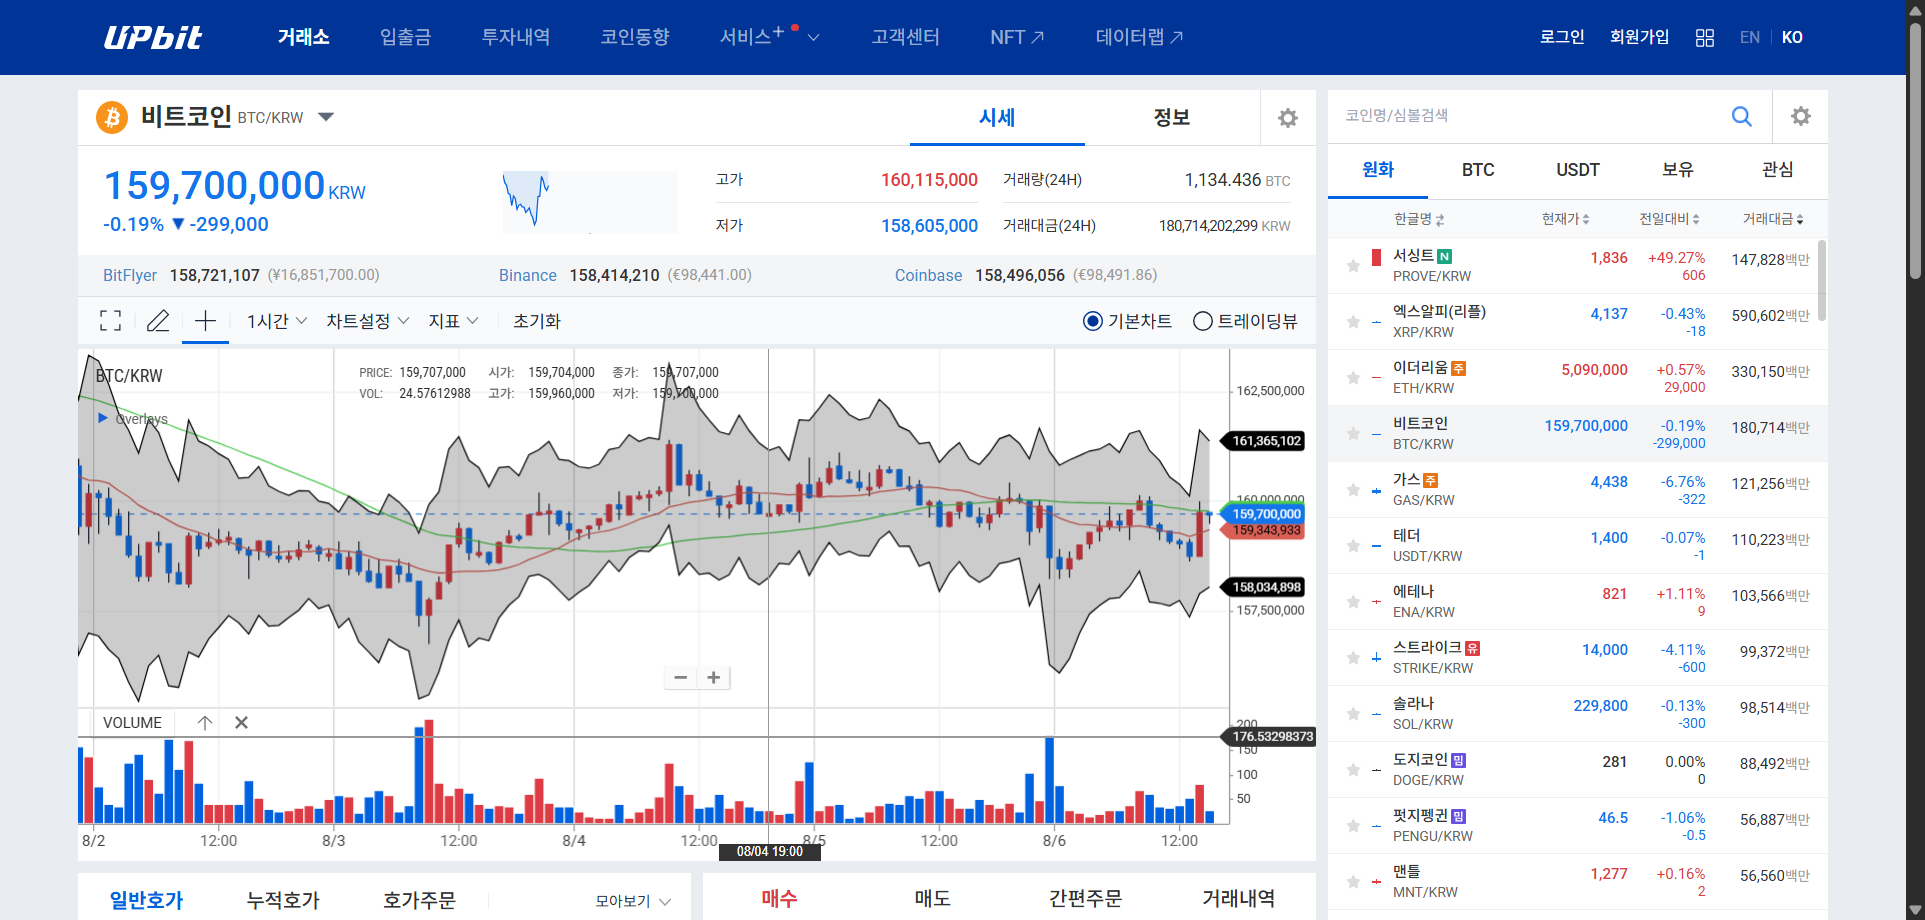 UPbit 거래소 입출금 투자내역 코인동향 서비스+ 고객센터 NFT 데이터랩 로그인 회원가입 EN KO
비트코인 BTC/KRW 시세 정보
159,700,000 KRW
-0.19% ▼ -299,000
고가 160,115,000 거래량(24H) 1,134.436 BTC
저가 158,605,000 거래대금(24H) 180,714,202,299 KRW
BitFlyer 158,721,107 (¥16,851,700.00) Binance 158,414,210 (€98,441.00) Coinbase 158,496,056 (€98,491.86)
1시간 차트설정 지표 초기화 기본차트 트레이딩뷰
BTC/KRW
PRICE: 159,707,000 시가: 159,704,000 종가: 159,707,000
VOL: 24.57612988 고가: 159,960,000 저가: 159,700,000
Overlays
162,500,000
161,365,102
160,000,000
159,700,000
159,343,933
158,034,898
157,500,000
VOLUME
200
176.53298373
150
100
50
8/2 12:00 8/3 12:00 8/4 12:00 8/5 12:00 8/6 12:00
08/04 19:00
일반호가 누적호가 호가주문 모아보기
매수 매도 간편주문 거래내역
코인명/심볼검색
원화 BTC USDT 보유 관심
한글명 현재가 전일대비 거래대금
서싱트 N 1,836 +49.27% 147,828백만
PROVE/KRW 606
엑스알피(리플) 4,137 -0.43% 590,602백만
XRP/KRW -18
이더리움 주 5,090,000 +0.57% 330,150백만
ETH/KRW 29,000
비트코인 159,700,000 -0.19% 180,714백만
BTC/KRW -299,000
가스 주 4,438 -6.76% 121,256백만
GAS/KRW -322
테더 1,400 -0.07% 110,223백만
USDT/KRW -1
에테나 821 +1.11% 103,566백만
ENA/KRW 9
스트라이크 유 14,000 -4.11% 99,372백만
STRIKE/KRW -600
솔라나 229,800 -0.13% 98,514백만
SOL/KRW -300
도지코인 밈 281 0.00% 88,492백만
DOGE/KRW 0
펏지펭귄 밈 46.5 -1.06% 56,887백만
PENGU/KRW -0.5
맨틀 1,277 +0.16% 56,560백만
MNT/KRW 2